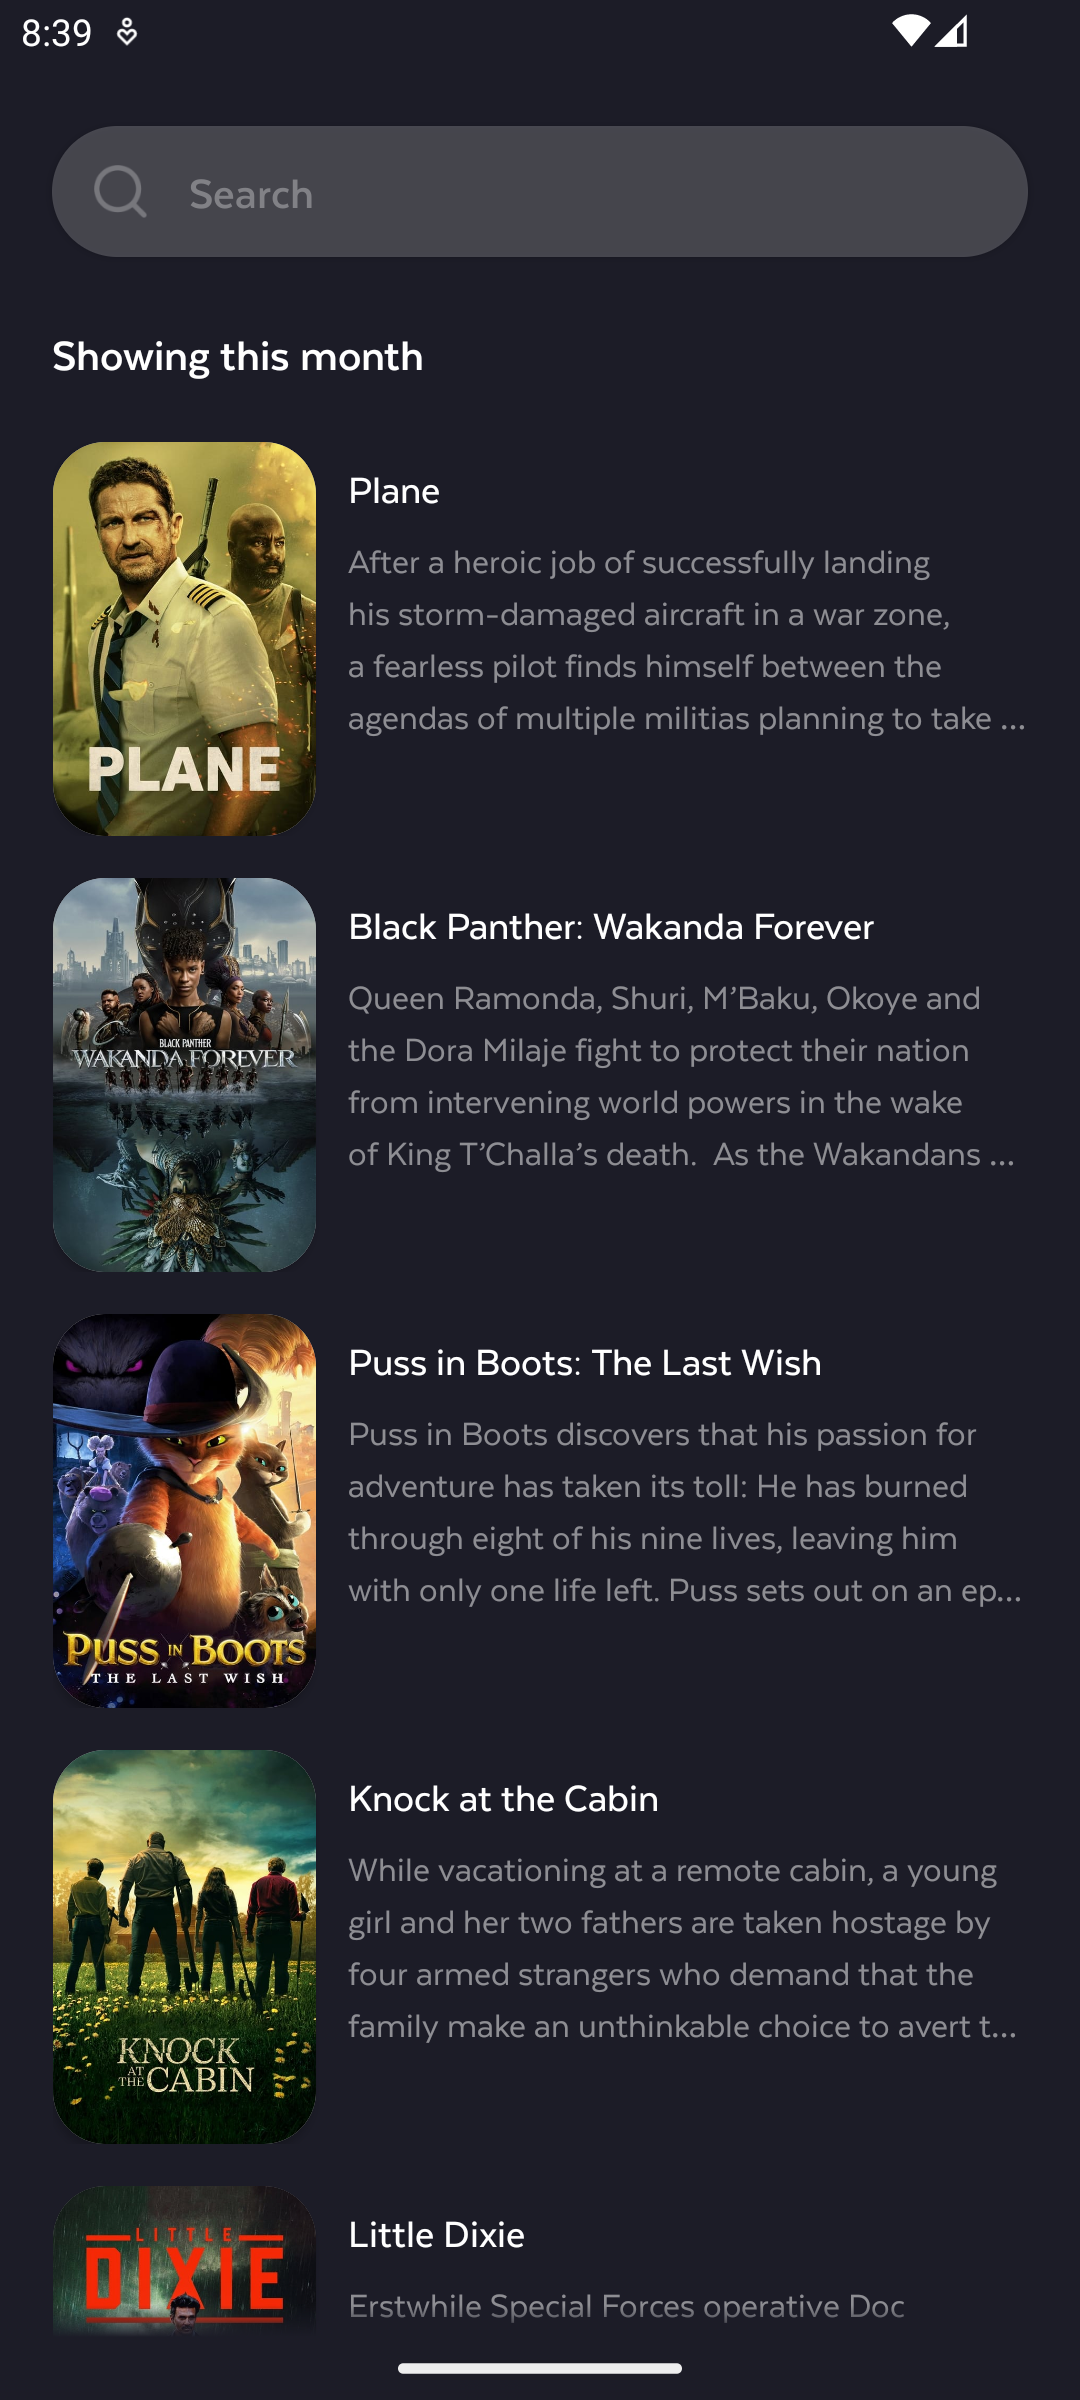 8:39
Search
Showing this month
PLANE
Plane
After a heroic job of successfully landing
his storm-damaged aircraft in a war zone,
a fearless pilot finds himself between the
agendas of multiple militias planning to take ...
BLACK PANTHER
WAKANDA FOREVER
Black Panther: Wakanda Forever
Queen Ramonda, Shuri, M’Baku, Okoye and
the Dora Milaje fight to protect their nation
from intervening world powers in the wake
of King T’Challa’s death.  As the Wakandans ...
PUSS IN BOOTS
THE LAST WISH
Puss in Boots: The Last Wish
Puss in Boots discovers that his passion for
adventure has taken its toll: He has burned
through eight of his nine lives, leaving him
with only one life left. Puss sets out on an ep...
KNOCK
AT THE CABIN
Knock at the Cabin
While vacationing at a remote cabin, a young
girl and her two fathers are taken hostage by
four armed strangers who demand that the
family make an unthinkable choice to avert t...
LITTLE
DIXIE
Little Dixie
Erstwhile Special Forces operative Doc